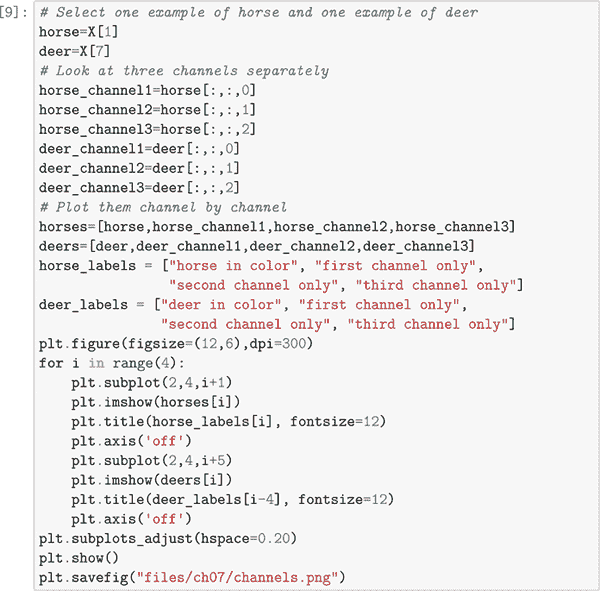 [9]: # Select one example of horse and one example of deer
horse=X[1]
deer=X[7]
# Look at three channels separately
horse_channel1=horse[:,:,0]
horse_channel2=horse[:,:,1]
horse_channel3=horse[:,:,2]
deer_channel1=deer[:,:,0]
deer_channel2=deer[:,:,1]
deer_channel3=deer[:,:,2]
# Plot them channel by channel
horses=[horse,horse_channel1,horse_channel2,horse_channel3]
deers=[deer,deer_channel1,deer_channel2,deer_channel3]
horse_labels = ["horse in color", "first channel only",
                "second channel only", "third channel only"]
deer_labels = ["deer in color", "first channel only",
               "second channel only", "third channel only"]
plt.figure(figsize=(12,6),dpi=300)
for i in range(4):
    plt.subplot(2,4,i+1)
    plt.imshow(horses[i])
    plt.title(horse_labels[i], fontsize=12)
    plt.axis('off')
    plt.subplot(2,4,i+5)
    plt.imshow(deers[i])
    plt.title(deer_labels[i-4], fontsize=12)
    plt.axis('off')
plt.subplots_adjust(hspace=0.20)
plt.show()
plt.savefig("files/ch07/channels.png")